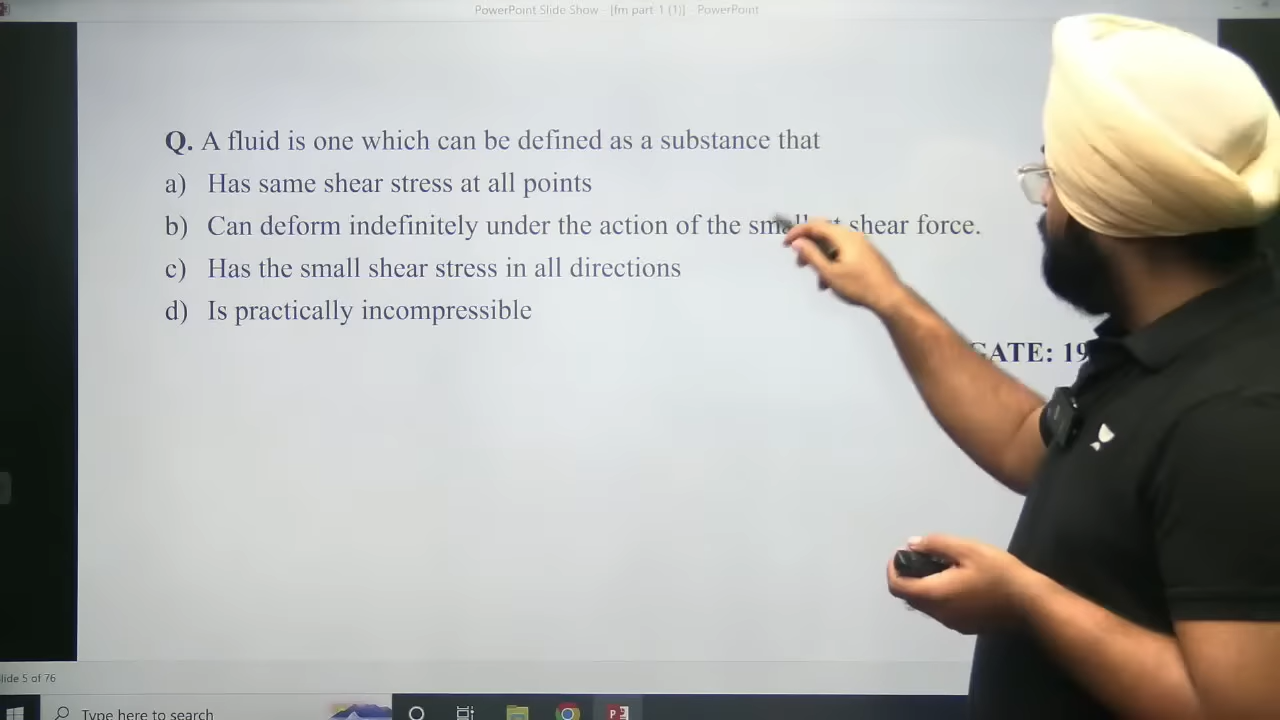 PowerPoint Slide Show - [fm part 1 (1)] - PowerPoint
Q. A fluid is one which can be defined as a substance that
a) Has same shear stress at all points
b) Can deform indefinitely under the action of the shear force.
c) Has the small shear stress in all directions
d) Is practically incompressible
GATE: 19
lide 5 of 76
Type here to search